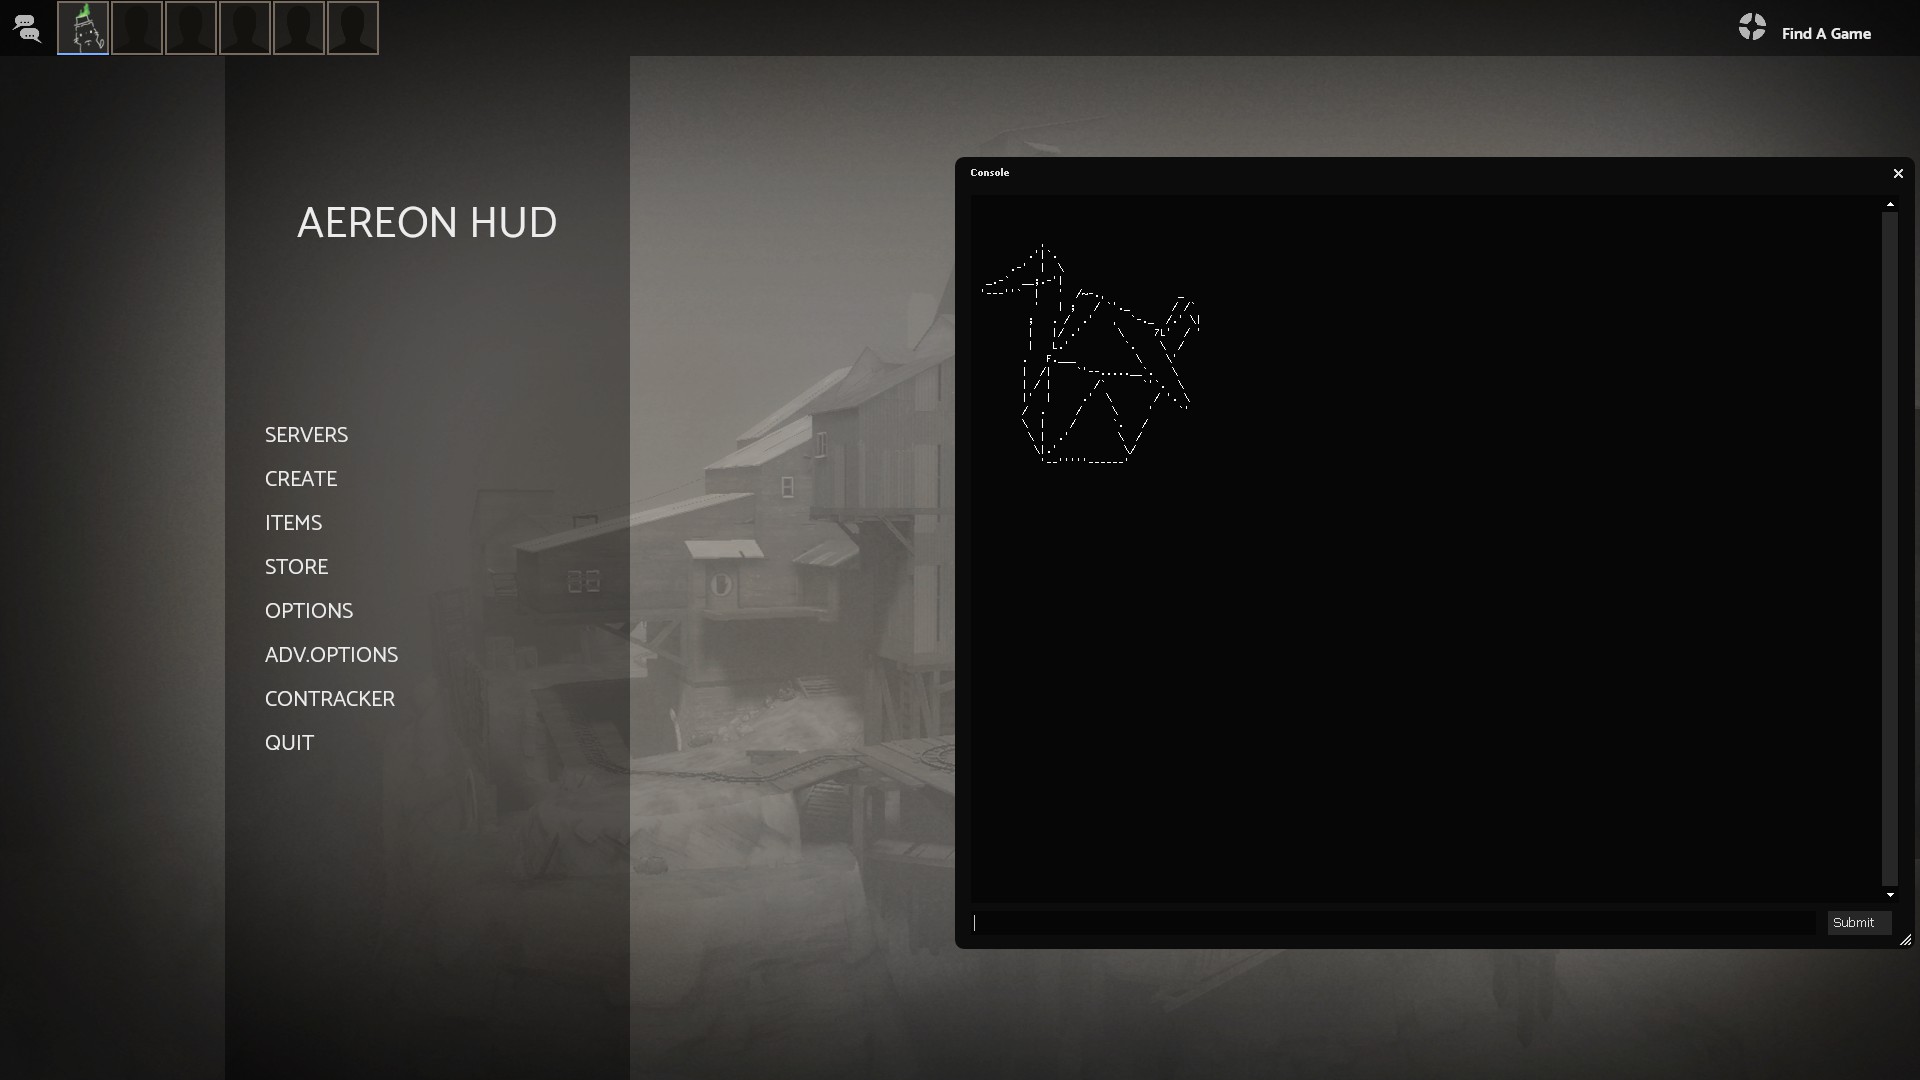 Find A Game
AEREON HUD
SERVERS
CREATE
ITEMS
STORE
OPTIONS
ADV.OPTIONS
CONTRACKER
QUIT
Console
Submit